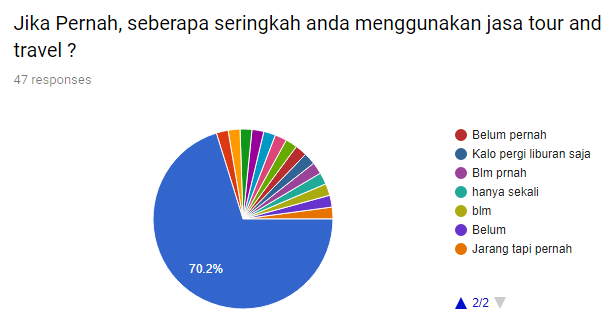 Jika Pernah, seberapa seringkah anda menggunakan jasa tour and
travel ?
47 responses
70.2%
Belum pernah
Kalo pergi liburan saja
Blm prnah
hanya sekali
blm
Belum
Jarang tapi pernah
2/2